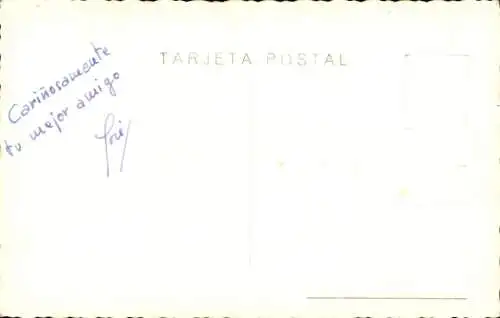 TARJETA POSTAL
Cariñosamente
tu mejor amigo